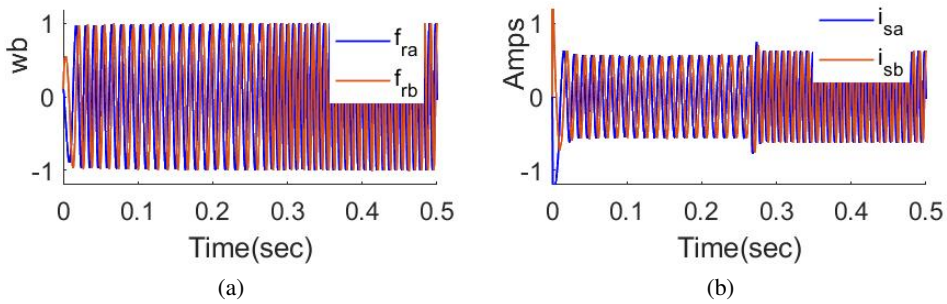 1
0
-1
wb
f_ra
f_rb
0 0.1 0.2 0.3 0.4 0.5
Time(sec)
(a)
1
0
-1
Amps
i_sa
i_sb
0 0.1 0.2 0.3 0.4 0.5
Time(sec)
(b)